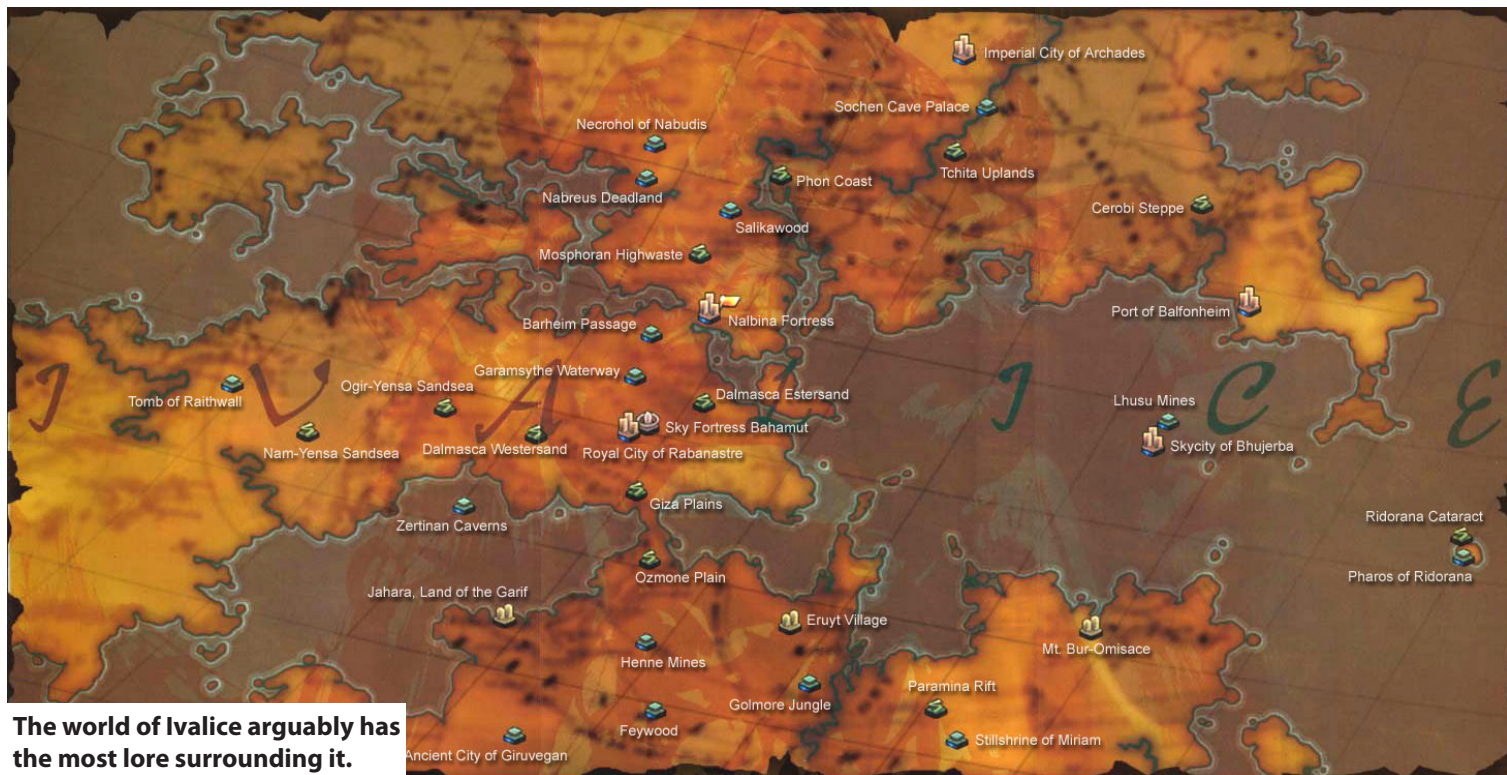 Imperial City of Archades
Sochen Cave Palace
Necrohol of Nabudis
Tchita Uplands
Phon Coast
Nabreus Deadland
Cerobi Steppe
Salikawood
Mosphoran Highwaste
Port of Balfonheim
Nalbina Fortress
Barheim Passage
Garamsythe Waterway
Ogir-Yensa Sandsea
Dalmasca Estersand
Tomb of Raithwall
IVALICE
Lhusu Mines
Sky Fortress Bahamut
Nam-Yensa Sandsea
Dalmasca Westersand
Royal City of Rabanastre
Skycity of Bhujerba
Giza Plains
Zertinan Caverns
Ridorana Cataract
Ozmone Plain
Pharos of Ridorana
Jahara, Land of the Garif
Eruyt Village
Mt. Bur-Omisace
Henne Mines
Paramina Rift
Golmore Jungle
Feywood
Stillshrine of Miriam
Ancient City of Giruvegan
The world of Ivalice arguably has
the most lore surrounding it.